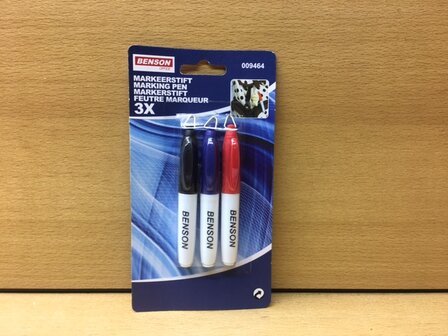 BENSON
009464
MARKEERSTIFT
MARKING PEN
MARKERSTIFT
FEUTRE MARQUEUR
3X
BENSON
BENSON
BENSON